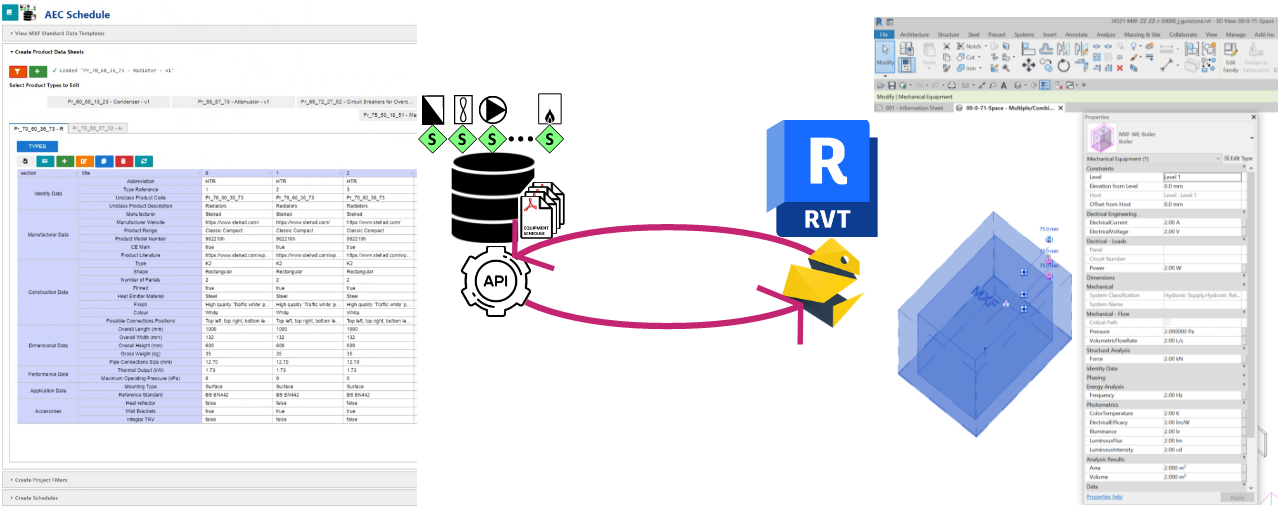 AEC Schedule
View MXF Standard Data Templates
Create Product Data Sheets
✓ Loaded 'Pr_70_60_36_73 - Radiator - v1'
Select Product Types to Edit
Pr_60_60_13_23 - Condenser - v1
Pr_65_67_78 - Attenuator - v1
Pr_65_72_27_52 - Circuit Breakers for Overc...
Pr_75_50_18_51 - Me
Pr_70_60_36_73 - R
TYPES
section title 0 1 2
Identity Data
Abbreviation HTR HTR HTR
Type Reference 1 2 3
Uniclass Product Code Pr_70_60_36_73 Pr_70_60_36_73 Pr_70_60_36_73
Uniclass Product Description Radiators Radiators Radiators
Manufacturer Data
Manufacturer Stelrad Stelrad Stelrad
Manufacturer Website https://www.stelrad.com/ https://www.stelrad.com/ https://www.stelrad.com/
Product Range Classic Compact Classic Compact Classic Compact
Product Model Number 962210h 962210h 962210h
CE Mark true true true
Product Literature https://www.stelrad.com/wp... https://www.stelrad.com/wp... https://www.stelrad.com/wp...
Construction Data
Type K2 K2 K2
Shape Rectangular Rectangular Rectangular
Number of Panels 2 2 2
Finned true true true
Heat Emitter Material Steel Steel Steel
Finish High quality 'Traffic white' p... High quality 'Traffic white' p... High quality 'Traffic white' p...
Colour White White White
Possible Connections Positions Top left, top right, bottom le... Top left, top right, bottom le... Top left, top right, bottom le...
Dimensional Data
Overall Length (mm) 1000 1000 1000
Overall Width (mm) 132 132 132
Overall Height (mm) 600 600 600
Gross Weight (kg) 35 35 35
Pipe Connections Size (mm) 12.70 12.70 12.70
Performance Data
Thermal Output (kW) 1.73 1.73 1.73
Maximum Operating Pressure (kPa) 0 0 0
Application Data
Mounting Type Surface Surface Surface
Reference Standard BS EN442 BS EN442 BS EN442
Accessories
Heat reflector false false false
Wall Brackets true true true
Integral TRV false false false
Create Project Filters
Create Schedules
S S S S
EQUIPMENT
SCHEDULE
API
R
RVT
R
3D View: 00-0-71-Space
File Architecture Structure Steel Precast Systems Insert Annotate Analyze Massing & Site Collaborate View Manage Add-Ins
Modify
Paste
Notch
Cut
Join
Edit
Family
Modify | Mechanical Equipment
001 - Information Sheet
00-0-71-Space - Multiple/Combi...
75.0 mm
MXF
Properties
MXF-ME-Boiler
Boiler
Mechanical Equipment (1)
Edit Type
Constraints
Level Level 1
Elevation from Level 0.0 mm
Host Level : Level 1
Offset from Host 0.0 mm
Electrical Engineering
ElectricalCurrent 2.00 A
ElectricalVoltage 2.00 V
Electrical - Loads
Panel
Circuit Number
Power 2.00 W
Dimensions
Mechanical
System Classification Hydronic Supply,Hydronic Ret...
System Name
Mechanical - Flow
Critical Path
Pressure 2.000000 Pa
VolumetricFlowRate 2.00 L/s
Structural Analysis
Force 2.00 kN
Identity Data
Phasing
Energy Analysis
Frequency 2.00 Hz
Photometrics
ColorTemperature 2.00 K
ElectricalEfficacy 2.00 lm/W
Illuminance 2.00 lx
LuminousFlux 2.00 lm
LuminousIntensity 2.00 cd
Analysis Results
Area 2.000 m²
Volume 2.000 m³
Data
Properties help
Apply